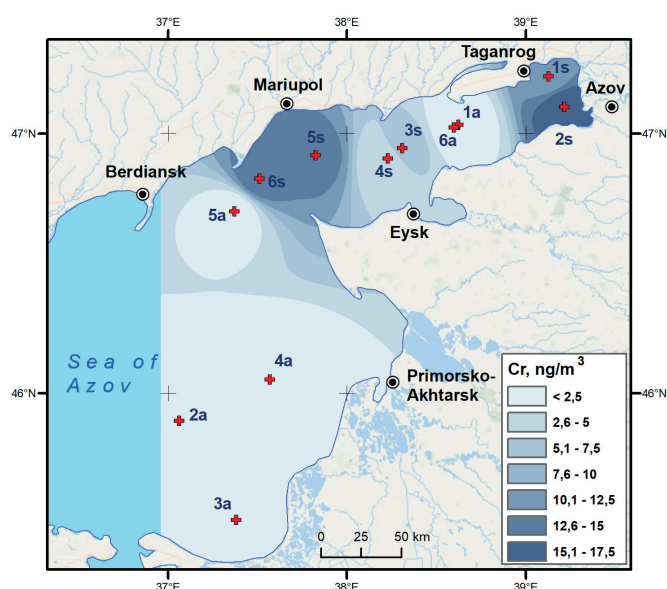 37°E
38°E
39°E
Taganrog
1s
Mariupol
Azov
47°N
5s
3s
1a
6a
2s
47°N
4s
6s
Berdiansk
5a
Eysk
4a
Cr, ng/m³
< 2,5
2,6 - 5
5,1 - 7,5
7,6 - 10
10,1 - 12,5
12,6 - 15
15,1 - 17,5
Sea of
Azov
Primorsko-
Akhtarsk
46°N
46°N
2a
3a
0 25 50 km
37°E
38°E
39°E